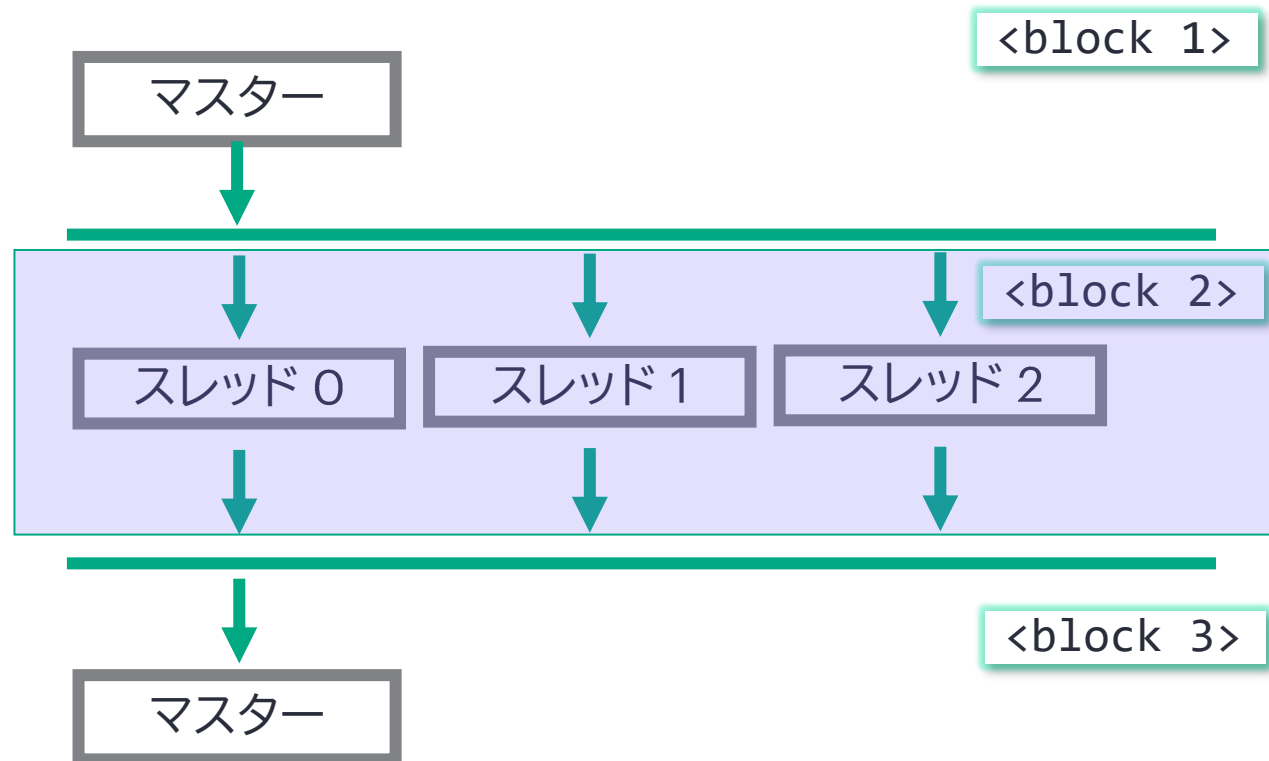 <block 1>
マスター
<block 2>
スレッド 0
スレッド 1
スレッド 2
<block 3>
マスター